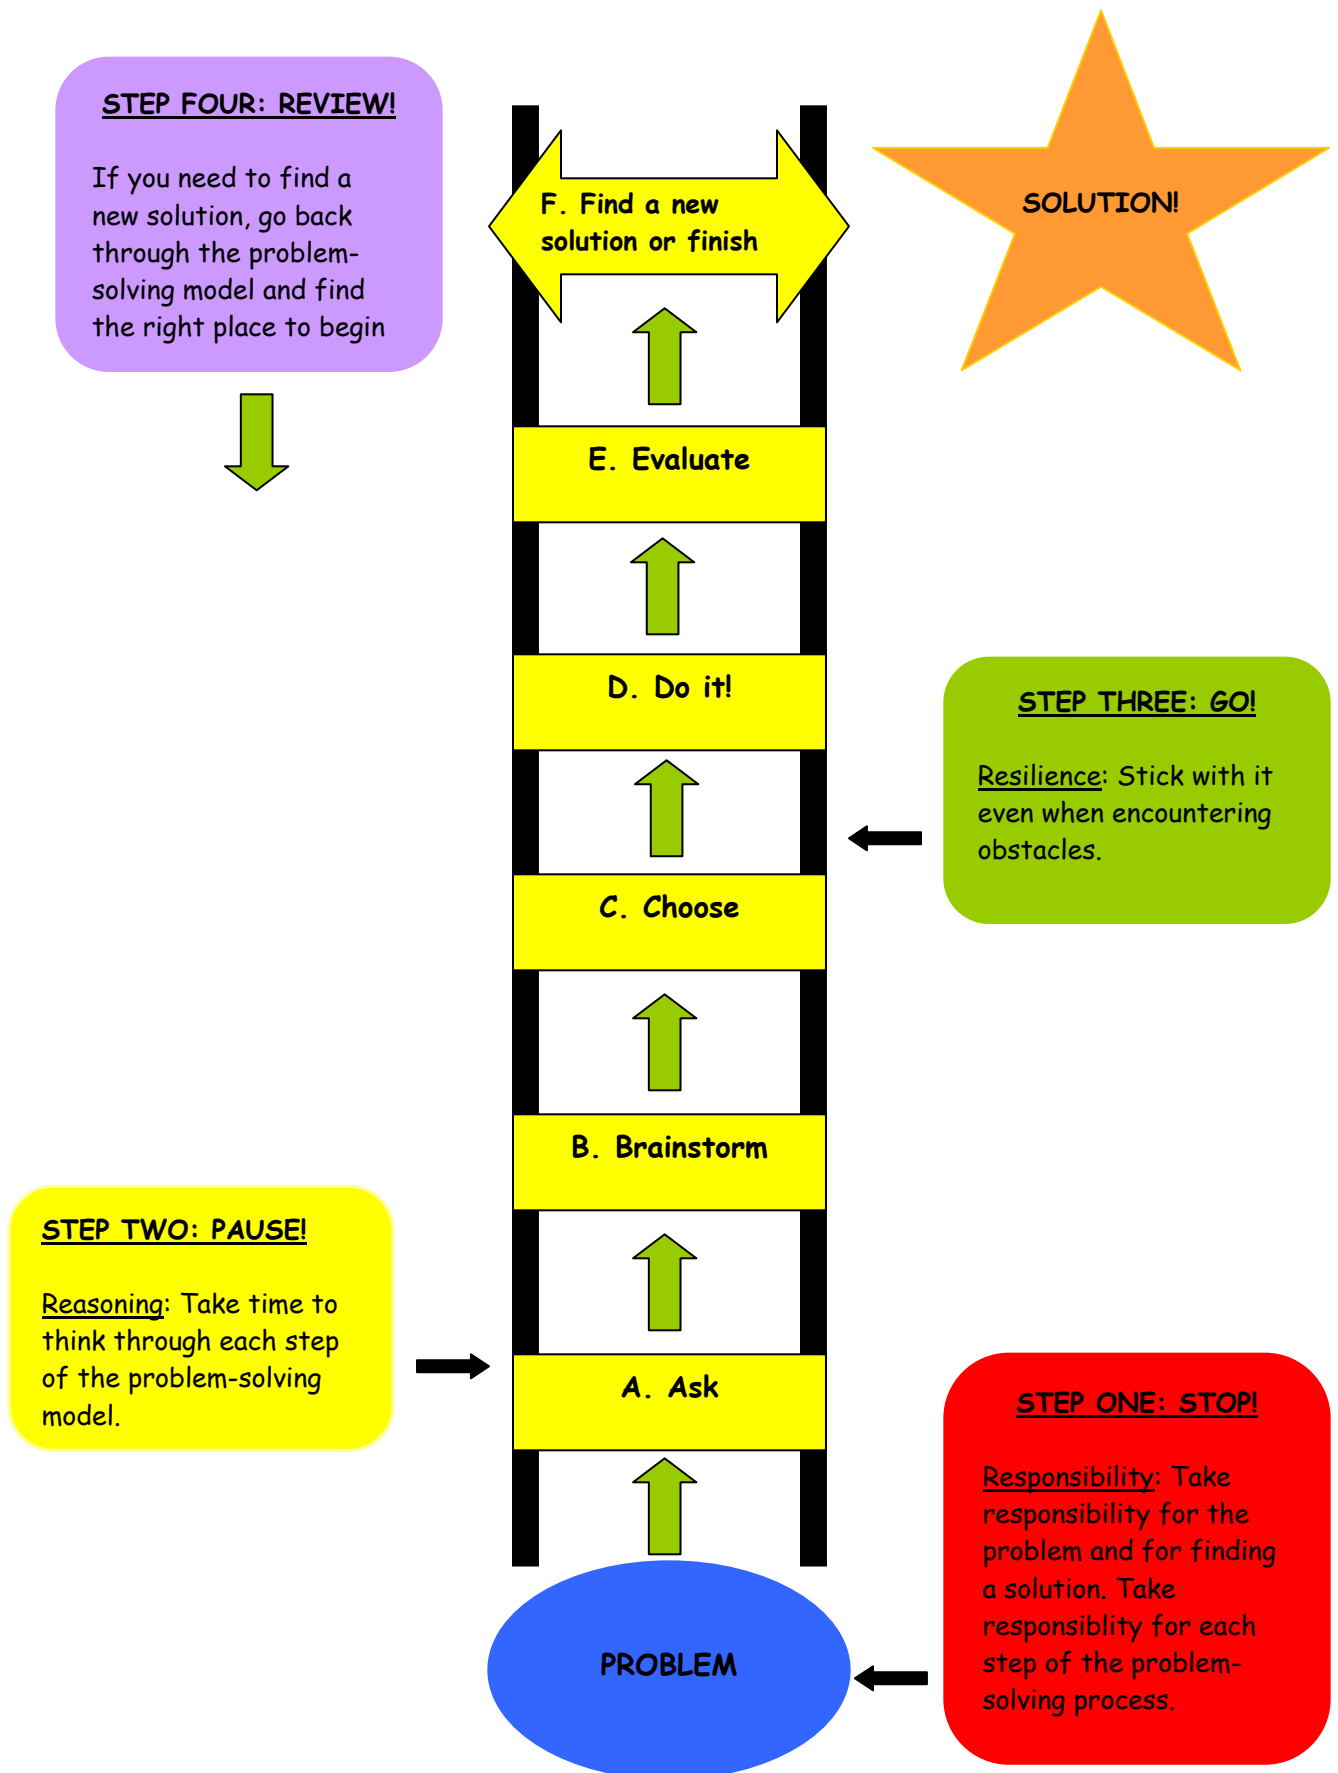 STEP FOUR: REVIEW!
If you need to find a
new solution, go back
through the problem-
solving model and find
the right place to begin
F. Find a new
solution or finish
SOLUTION!
E. Evaluate
D. Do it!
STEP THREE: GO!
Resilience: Stick with it
even when encountering
obstacles.
C. Choose
B. Brainstorm
STEP TWO: PAUSE!
Reasoning: Take time to
think through each step
of the problem-solving
model.
A. Ask
STEP ONE: STOP!
Responsibility: Take
responsibility for the
problem and for finding
a solution. Take
responsiblity for each
step of the problem-
solving process.
PROBLEM